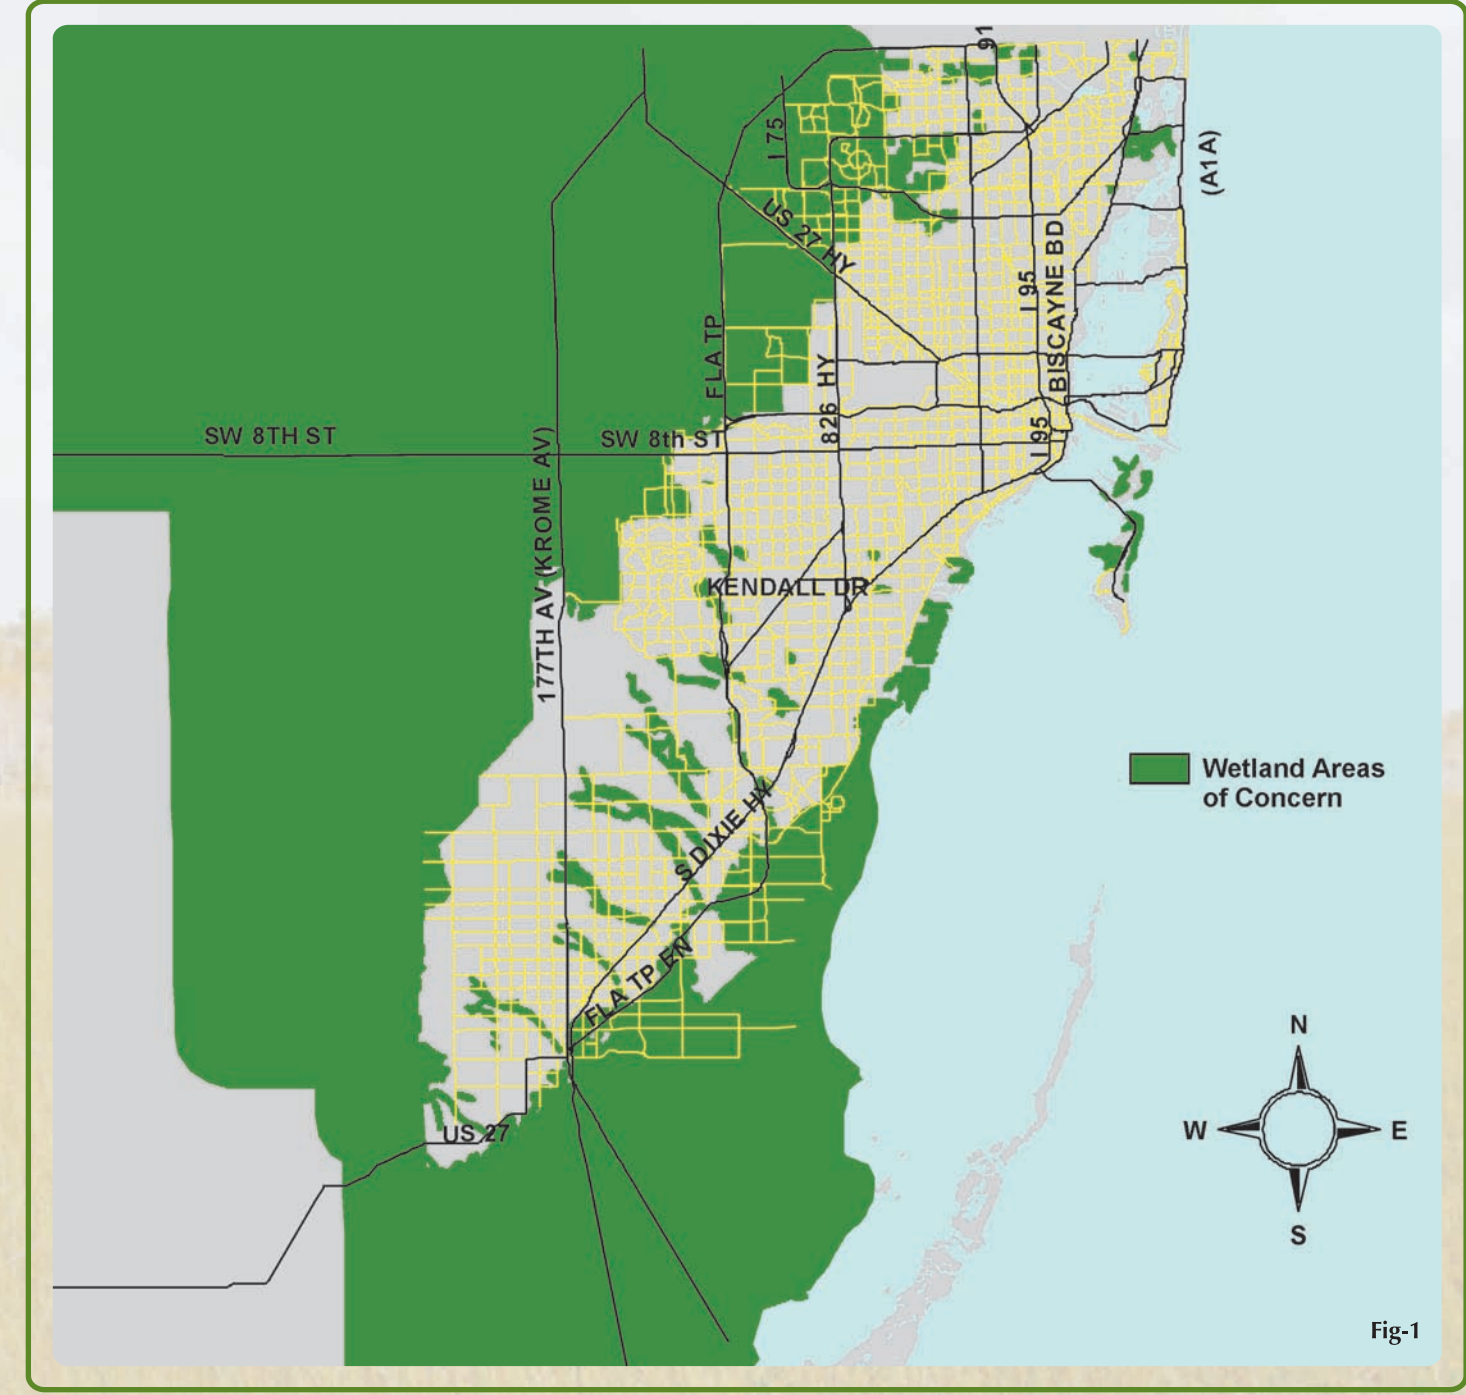 91
I 75
(A1A)
US 27 HY
I 95
BISCAYNE BD
FLA TP
826 HY
SW 8TH ST
SW 8th ST
I 95
177TH AV (KROME AV)
KENDALL DR
Wetland Areas
of Concern
S DIXIE HY
FLA TP EN
N
W
E
S
US 27
Fig-1